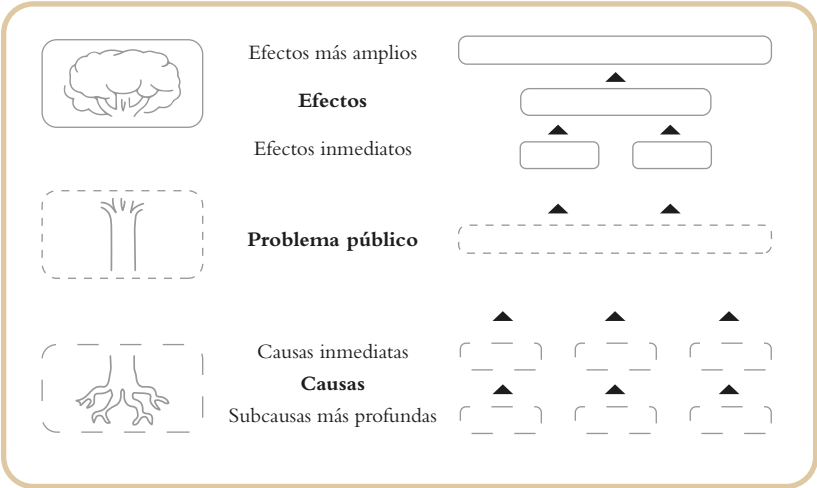 Efectos más amplios
Efectos
Efectos inmediatos
Problema público
Causas inmediatas
Causas
Subcausas más profundas